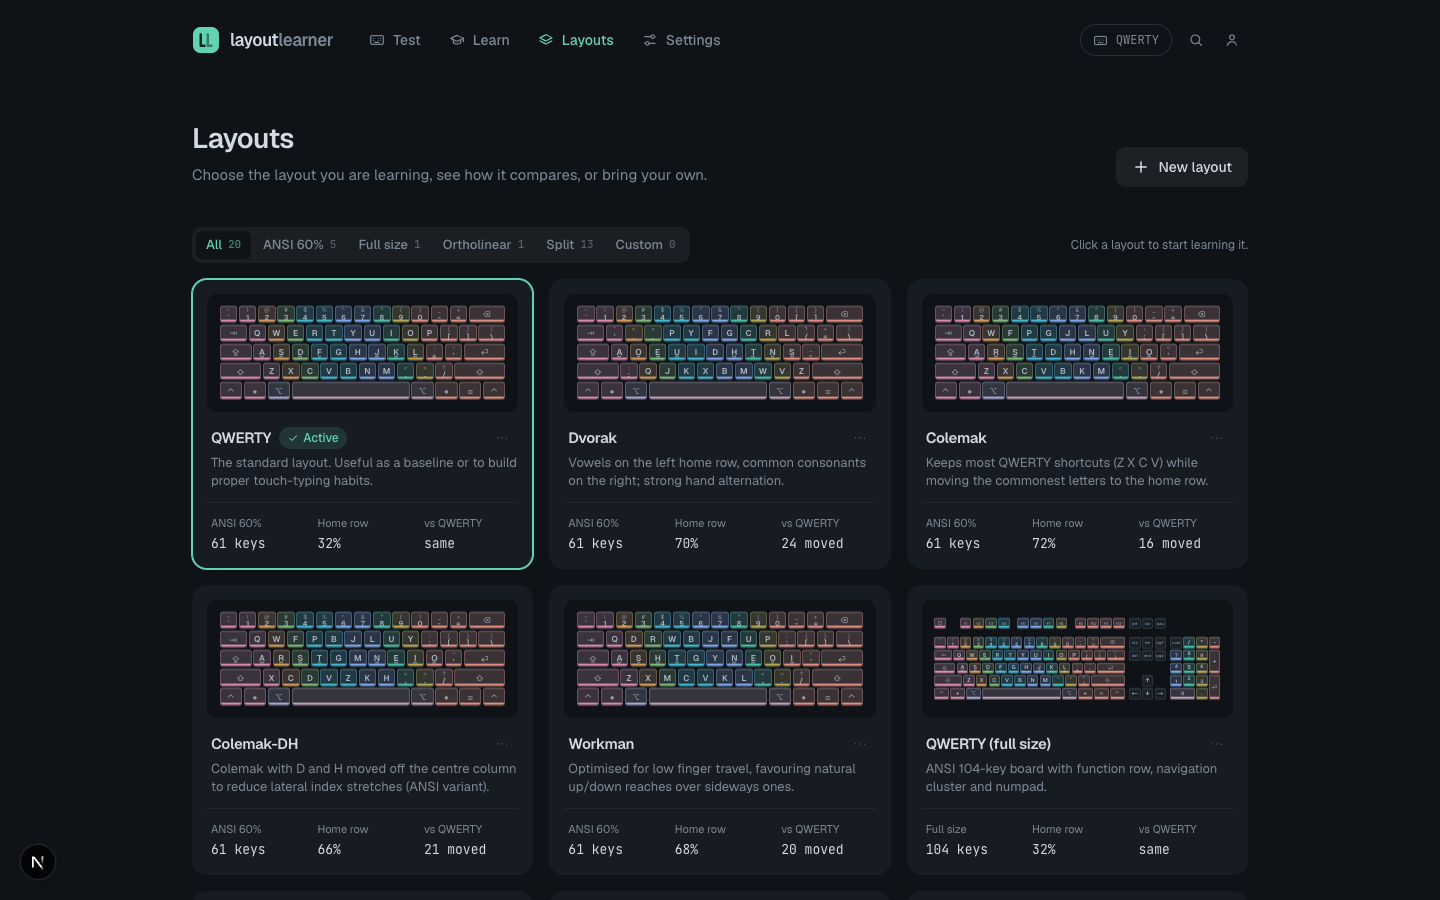 layoutlearner
Test
Learn
Layouts
Settings
QWERTY
Layouts
Choose the layout you are learning, see how it compares, or bring your own.
New layout
All 20
ANSI 60% 5
Full size 1
Ortholinear 1
Split 13
Custom 0
Click a layout to start learning it.
Q W E R T Y U I O P
A S D F G H J K L
Z X C V B N M
QWERTY
Active
The standard layout. Useful as a baseline or to build
proper touch-typing habits.
ANSI 60% Home row vs QWERTY
61 keys 32% same
P Y F G C R L
A O E U I D H T N S
Q J K X B M W V Z
Dvorak
Vowels on the left home row, common consonants
on the right; strong hand alternation.
ANSI 60% Home row vs QWERTY
61 keys 70% 24 moved
Q W F P G J L U Y
A R S T D H N E I O
Z X C V B K M
Colemak
Keeps most QWERTY shortcuts (Z X C V) while
moving the commonest letters to the home row.
ANSI 60% Home row vs QWERTY
61 keys 72% 16 moved
Q W F P B J L U Y
A R S T G M N E I O
X C D V Z K H
Colemak-DH
Colemak with D and H moved off the centre column
to reduce lateral index stretches (ANSI variant).
ANSI 60% Home row vs QWERTY
61 keys 66% 21 moved
Q D R W B J F U P
A S H T G Y N E O I
Z X M C V K L
Workman
Optimised for low finger travel, favouring natural
up/down reaches over sideways ones.
ANSI 60% Home row vs QWERTY
61 keys 68% 20 moved
Q W E R T Y U I O P
A S D F G H J K L
Z X C V B N M
QWERTY (full size)
ANSI 104-key board with function row, navigation
cluster and numpad.
Full size Home row vs QWERTY
104 keys 32% same
N